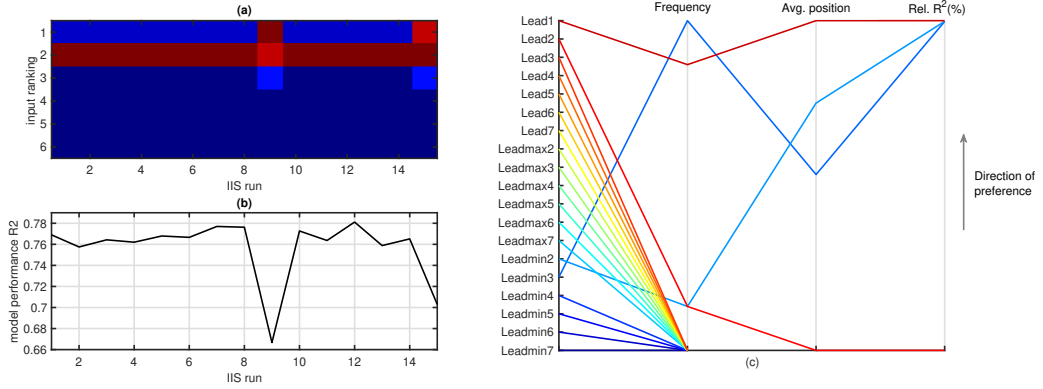 (a)
1
2
3
4
5
6
input ranking
2 4 6 8 10 12 14
IIS run
(b)
0.78
0.76
0.74
0.72
0.7
0.68
0.66
model performance R2
2 4 6 8 10 12 14
IIS run
Frequency Avg. position Rel. R²(%)
Lead1
Lead2
Lead3
Lead4
Lead5
Lead6
Lead7
Leadmax2
Leadmax3
Leadmax4
Leadmax5
Leadmax6
Leadmax7
Leadmin2
Leadmin3
Leadmin4
Leadmin5
Leadmin6
Leadmin7
Direction of
preference
(c)